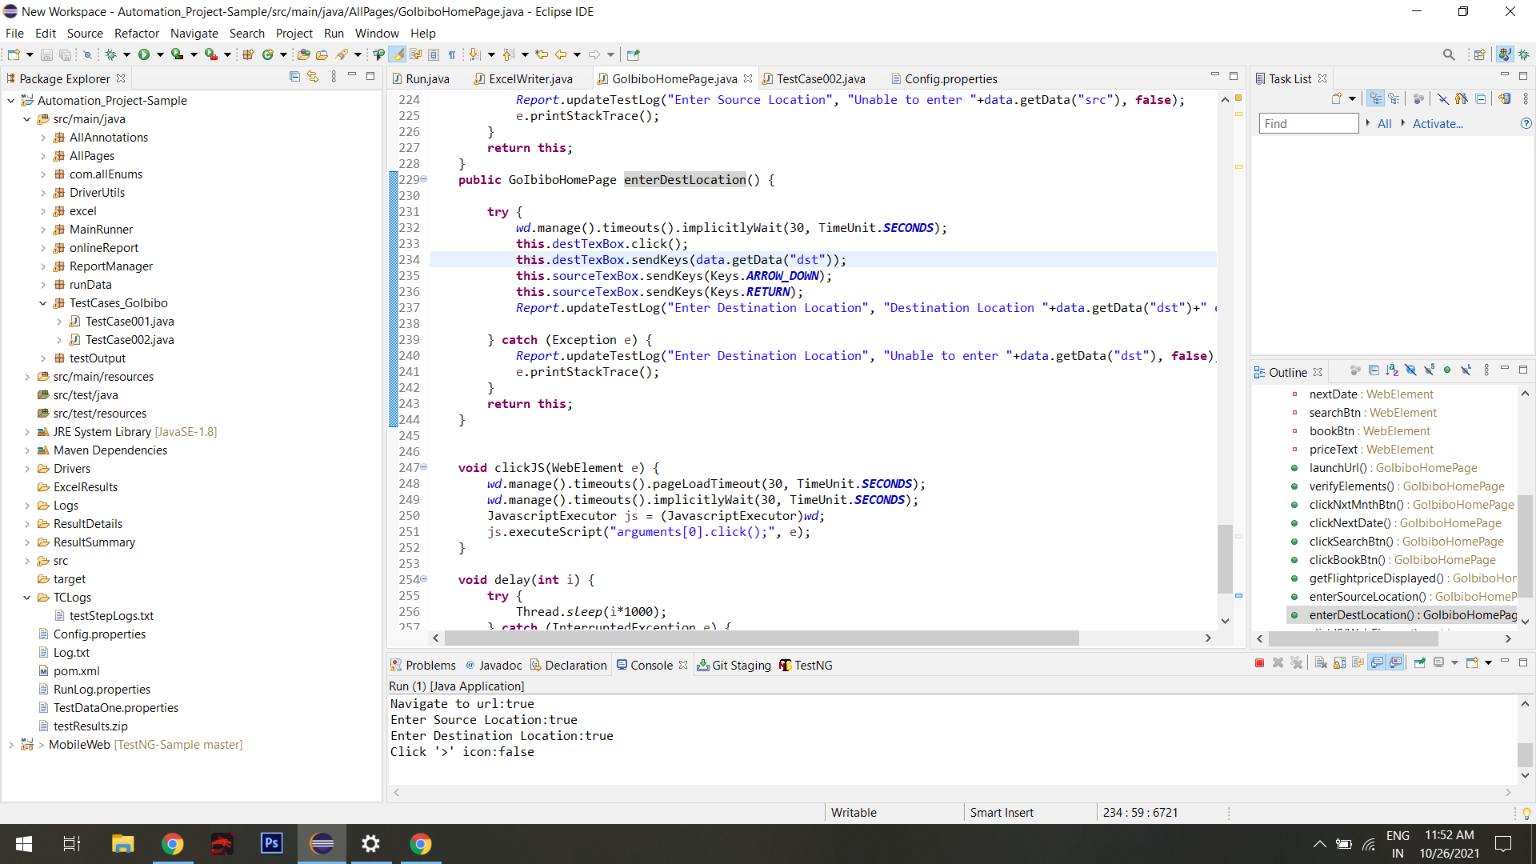 New Workspace - Automation_Project-Sample/src/main/java/AllPages/GoIbiboHomePage.java - Eclipse IDE
File Edit Source Refactor Navigate Search Project Run Window Help
Package Explorer
Automation_Project-Sample
src/main/java
AllAnnotations
AllPages
com.allEnums
DriverUtils
excel
MainRunner
onlineReport
ReportManager
runData
TestCases_GoIbibo
TestCase001.java
TestCase002.java
testOutput
src/main/resources
src/test/java
src/test/resources
JRE System Library [JavaSE-1.8]
Maven Dependencies
Drivers
ExcelResults
Logs
ResultDetails
ResultSummary
src
target
TCLogs
testStepLogs.txt
Config.properties
Log.txt
pom.xml
RunLog.properties
TestDataOne.properties
testResults.zip
> MobileWeb [TestNG-Sample master]
Run.java ExcelWriter.java GoIbiboHomePage.java TestCase002.java Config.properties
224 Report.updateTestLog("Enter Source Location", "Unable to enter "+data.getData("src"), false);
225 e.printStackTrace();
226 }
227 return this;
228 }
229 public GoIbiboHomePage enterDestLocation() {
230
231 try {
232 wd.manage().timeouts().implicitlyWait(30, TimeUnit.SECONDS);
233 this.destTexBox.click();
234 this.destTexBox.sendKeys(data.getData("dst"));
235 this.sourceTexBox.sendKeys(Keys.ARROW_DOWN);
236 this.sourceTexBox.sendKeys(Keys.RETURN);
237 Report.updateTestLog("Enter Destination Location", "Destination Location "+data.getData("dst")+" e
238
239 } catch (Exception e) {
240 Report.updateTestLog("Enter Destination Location", "Unable to enter "+data.getData("dst"), false)
241 e.printStackTrace();
242 }
243 return this;
244 }
245
246
247 void clickJS(WebElement e) {
248 wd.manage().timeouts().pageLoadTimeout(30, TimeUnit.SECONDS);
249 wd.manage().timeouts().implicitlyWait(30, TimeUnit.SECONDS);
250 JavascriptExecutor js = (JavascriptExecutor)wd;
251 js.executeScript("arguments[0].click();", e);
252 }
253
254 void delay(int i) {
255 try {
256 Thread.sleep(i*1000);
257 } catch (InterruptedException e) {
Task List
Find All Activate...
Outline
nextDate : WebElement
searchBtn : WebElement
bookBtn : WebElement
priceText : WebElement
launchUrl() : GoIbiboHomePage
verifyElements() : GoIbiboHomePage
clickNxtMnthBtn() : GoIbiboHomePage
clickNextDate() : GoIbiboHomePage
clickSearchBtn() : GoIbiboHomePage
clickBookBtn() : GoIbiboHomePage
getFlightpriceDisplayed() : GoIbiboHor
enterSourceLocation() : GoIbiboHomeP
enterDestLocation() : GoIbiboHomePag
Problems Javadoc Declaration Console Git Staging TestNG
Run (1) [Java Application]
Navigate to url:true
Enter Source Location:true
Enter Destination Location:true
Click '>' icon:false
Writable Smart Insert 234 : 59 : 6721
Ps
ENG
IN
11:52 AM
10/26/2021